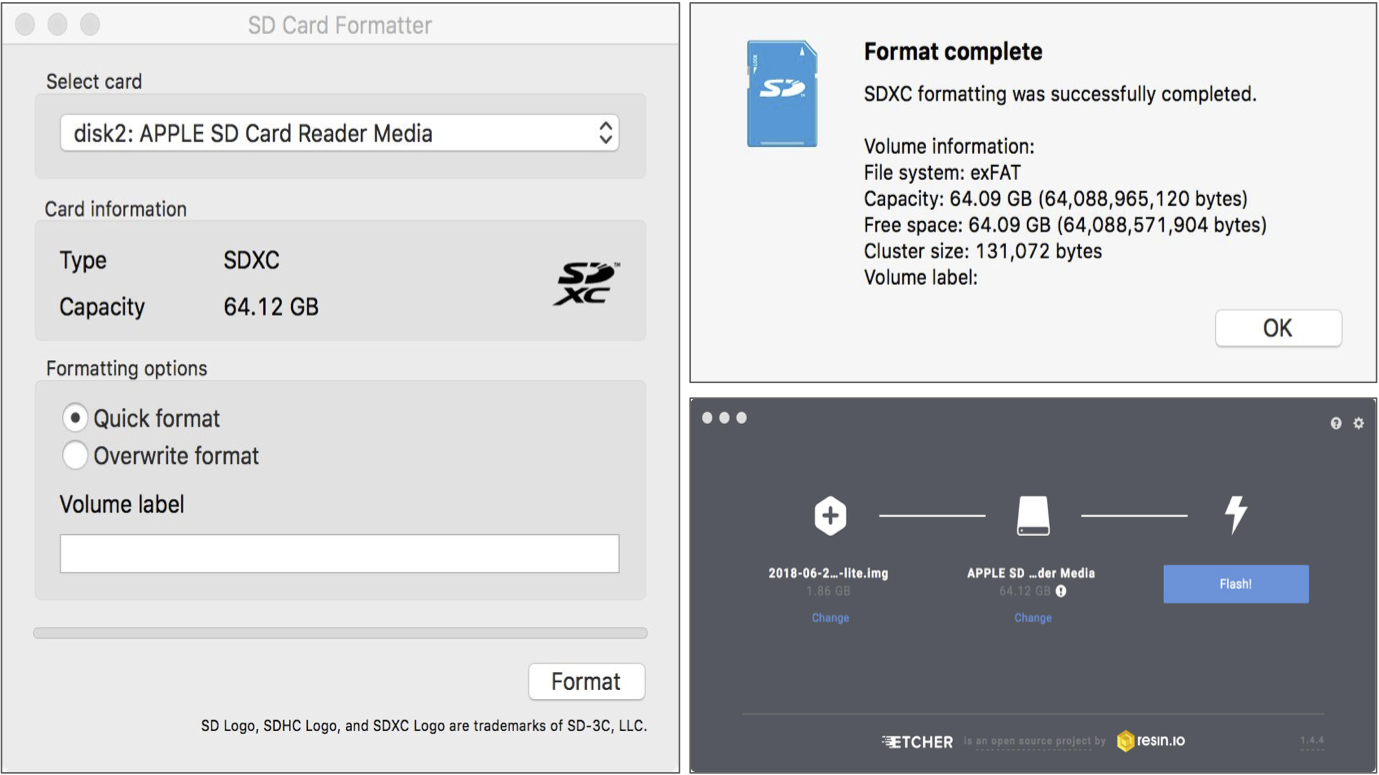 SD Card Formatter
Select card
disk2: APPLE SD Card Reader Media
Card information
Type SDXC
Capacity 64.12 GB
SD XC ™
Formatting options
Quick format
Overwrite format
Volume label
Format
SD Logo, SDHC Logo, and SDXC Logo are trademarks of SD-3C, LLC.
Format complete
SDXC formatting was successfully completed.
Volume information:
File system: exFAT
Capacity: 64.09 GB (64,088,965,120 bytes)
Free space: 64.09 GB (64,088,571,904 bytes)
Cluster size: 131,072 bytes
Volume label:
OK
SD
2018-06-2...-lite.img
1.86 GB
Change
APPLE SD ...der Media
64.12 GB
Change
Flash!
ETCHER is an open source project by resin.io
1.4.4